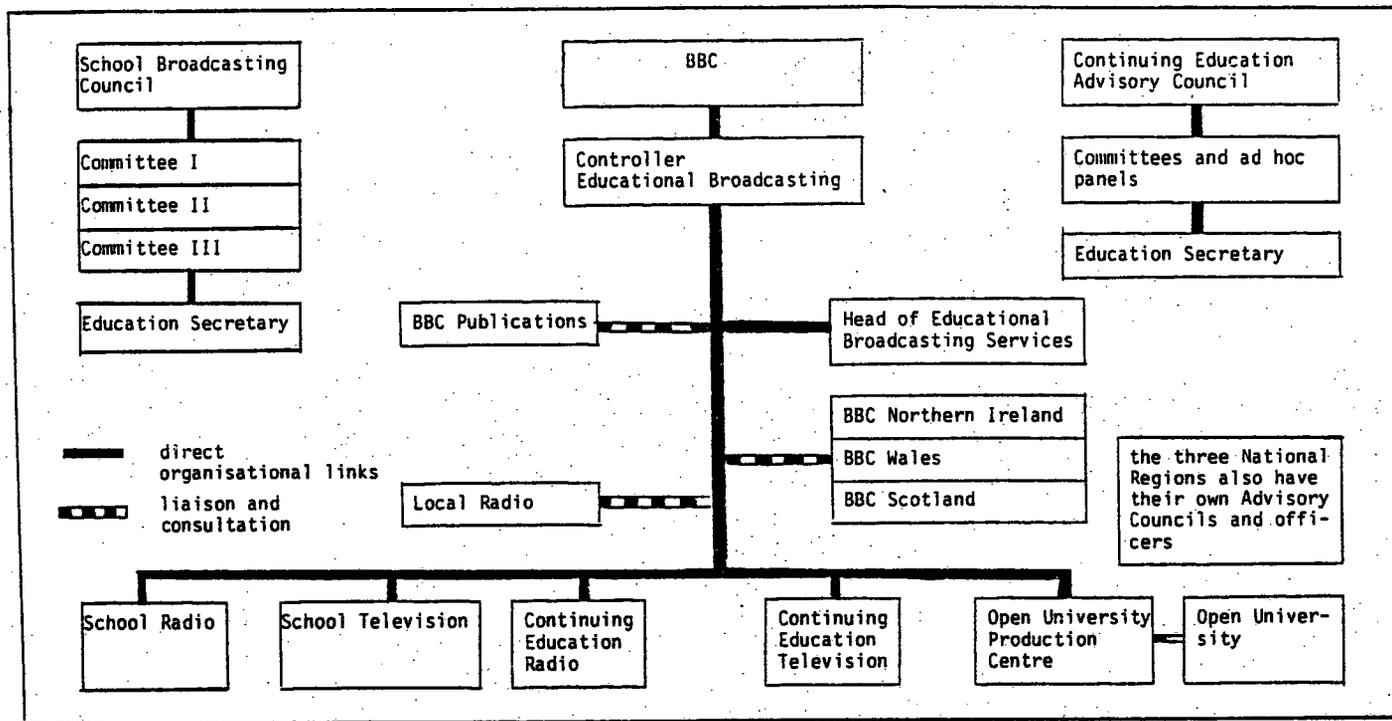 School Broadcasting
Council
BBC
Continuing Education
Advisory Council
Committee I
Committee II
Committee III
Controller
Educational Broadcasting
Committees and ad hoc
panels
Education Secretary
Education Secretary
BBC Publications
Head of Educational
Broadcasting Services
BBC Northern Ireland
BBC Wales
BBC Scotland
the three National
Regions also have
their own Advisory
Councils and offi-
cers
direct
organisational links
liaison and
consultation
Local Radio
School Radio
School Television
Continuing
Education
Radio
Continuing
Education
Television
Open University
Production
Centre
Open Univer-
sity